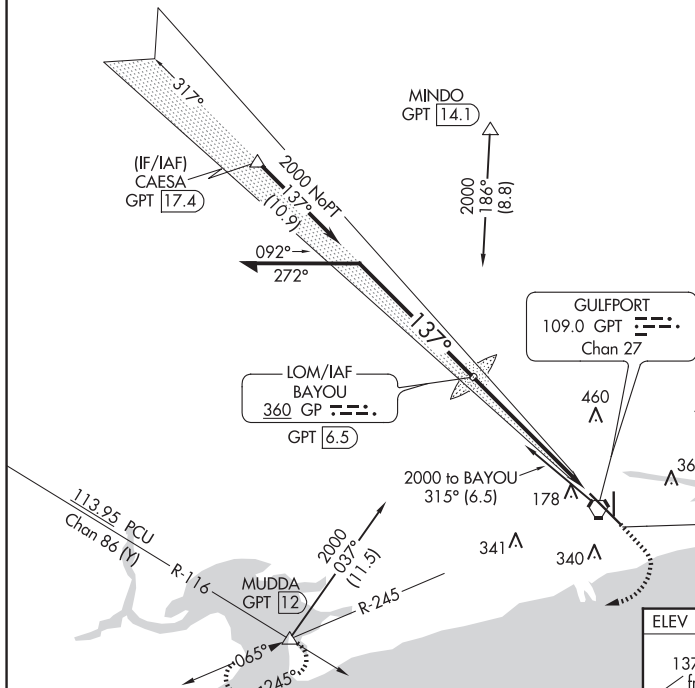 317°
MINDO
GPT 14.1
(IF/IAF)
CAESA
GPT 17.4
2000 NoPT
137°
(10.9)
2000
186°
(8.8)
092°
272°
137°
GULFPORT
109.0 GPT
Chan 27
LOM/IAF
BAYOU
360 GP
GPT 6.5
460
36
2000 to BAYOU
315° (6.5)
178
341
340
113.95 PCU
Chan 86 (Y)
R-116
2000
037°
(11.5)
MUDDA
GPT 12
R-245
065°
245°
ELEV
137
fr